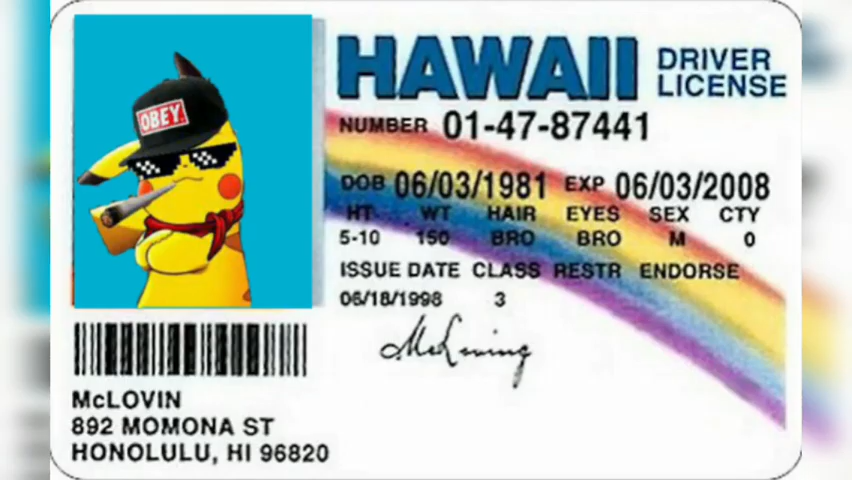 OBEY.
HAWAII
DRIVER
LICENSE
NUMBER 01-47-87441
DOB 06/03/1981 EXP 06/03/2008
HT WT HAIR EYES SEX CTY
5-10 150 BRO BRO M 0
ISSUE DATE CLASS RESTR ENDORSE
06/18/1998 3
McLoving
McLOVIN
892 MOMONA ST
HONOLULU, HI 96820